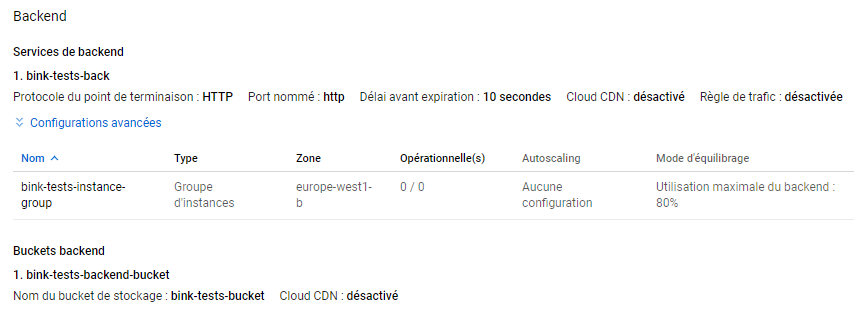 Backend
Services de backend
1. bink-tests-back
Protocole du point de terminaison : HTTP Port nommé : http Délai avant expiration : 10 secondes Cloud CDN : désactivé Règle de trafic : désactivée
Configurations avancées
Nom Type Zone Opérationnelle(s) Autoscaling Mode d'équilibrage
bink-tests-instance- Groupe europe-west1- 0 / 0 Aucune Utilisation maximale du backend :
group d'instances b configuration 80%
Buckets backend
1. bink-tests-backend-bucket
Nom du bucket de stockage : bink-tests-bucket Cloud CDN : désactivé